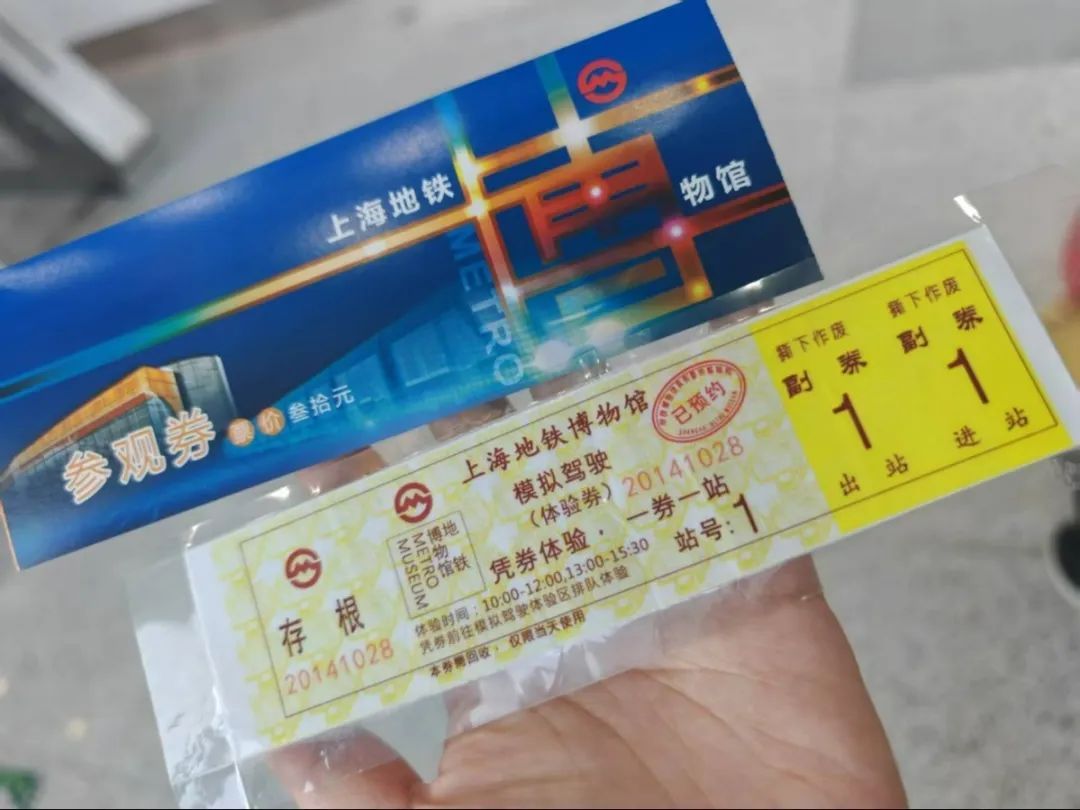 上海地铁
物馆
METRO
参观券
票价
叁拾元
存根
20141028
地铁
博物馆
METRO
MUSEUM
上海地铁博物馆
模拟驾驶
（体验券）
20141028
凭券体验，一券一站
站号：1
体验时间：10:00-12:00,13:00-15:30
凭券前往模拟驾驶体验区排队体验
本券需回收，仅限当天使用
已预约
撕下作废
副券
1
出站
撕下作废
副券
1
进站